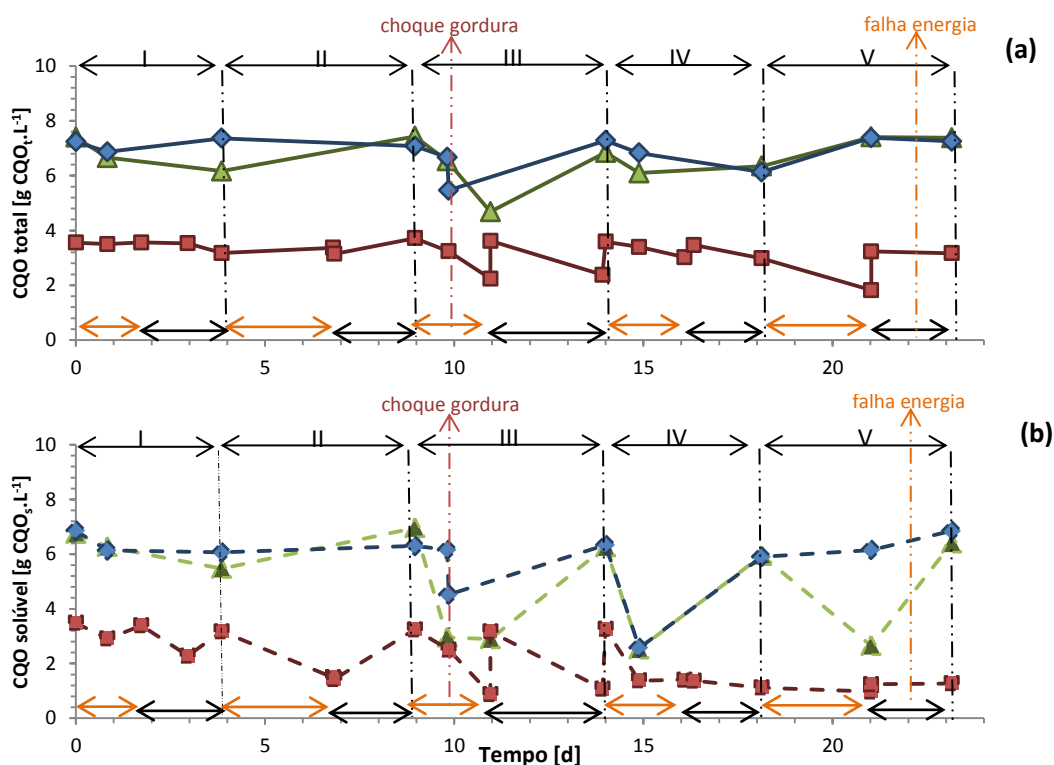 choque gordura
falha energia
(a)
I II III IV V
CQO total [g CQOt.L-1]
10
8
6
4
2
0
0 5 10 15 20
choque gordura
falha energia
(b)
I II III IV V
CQO solúvel [g CQOs.L-1]
10
8
6
4
2
0
0 5 10 15 20
Tempo [d]